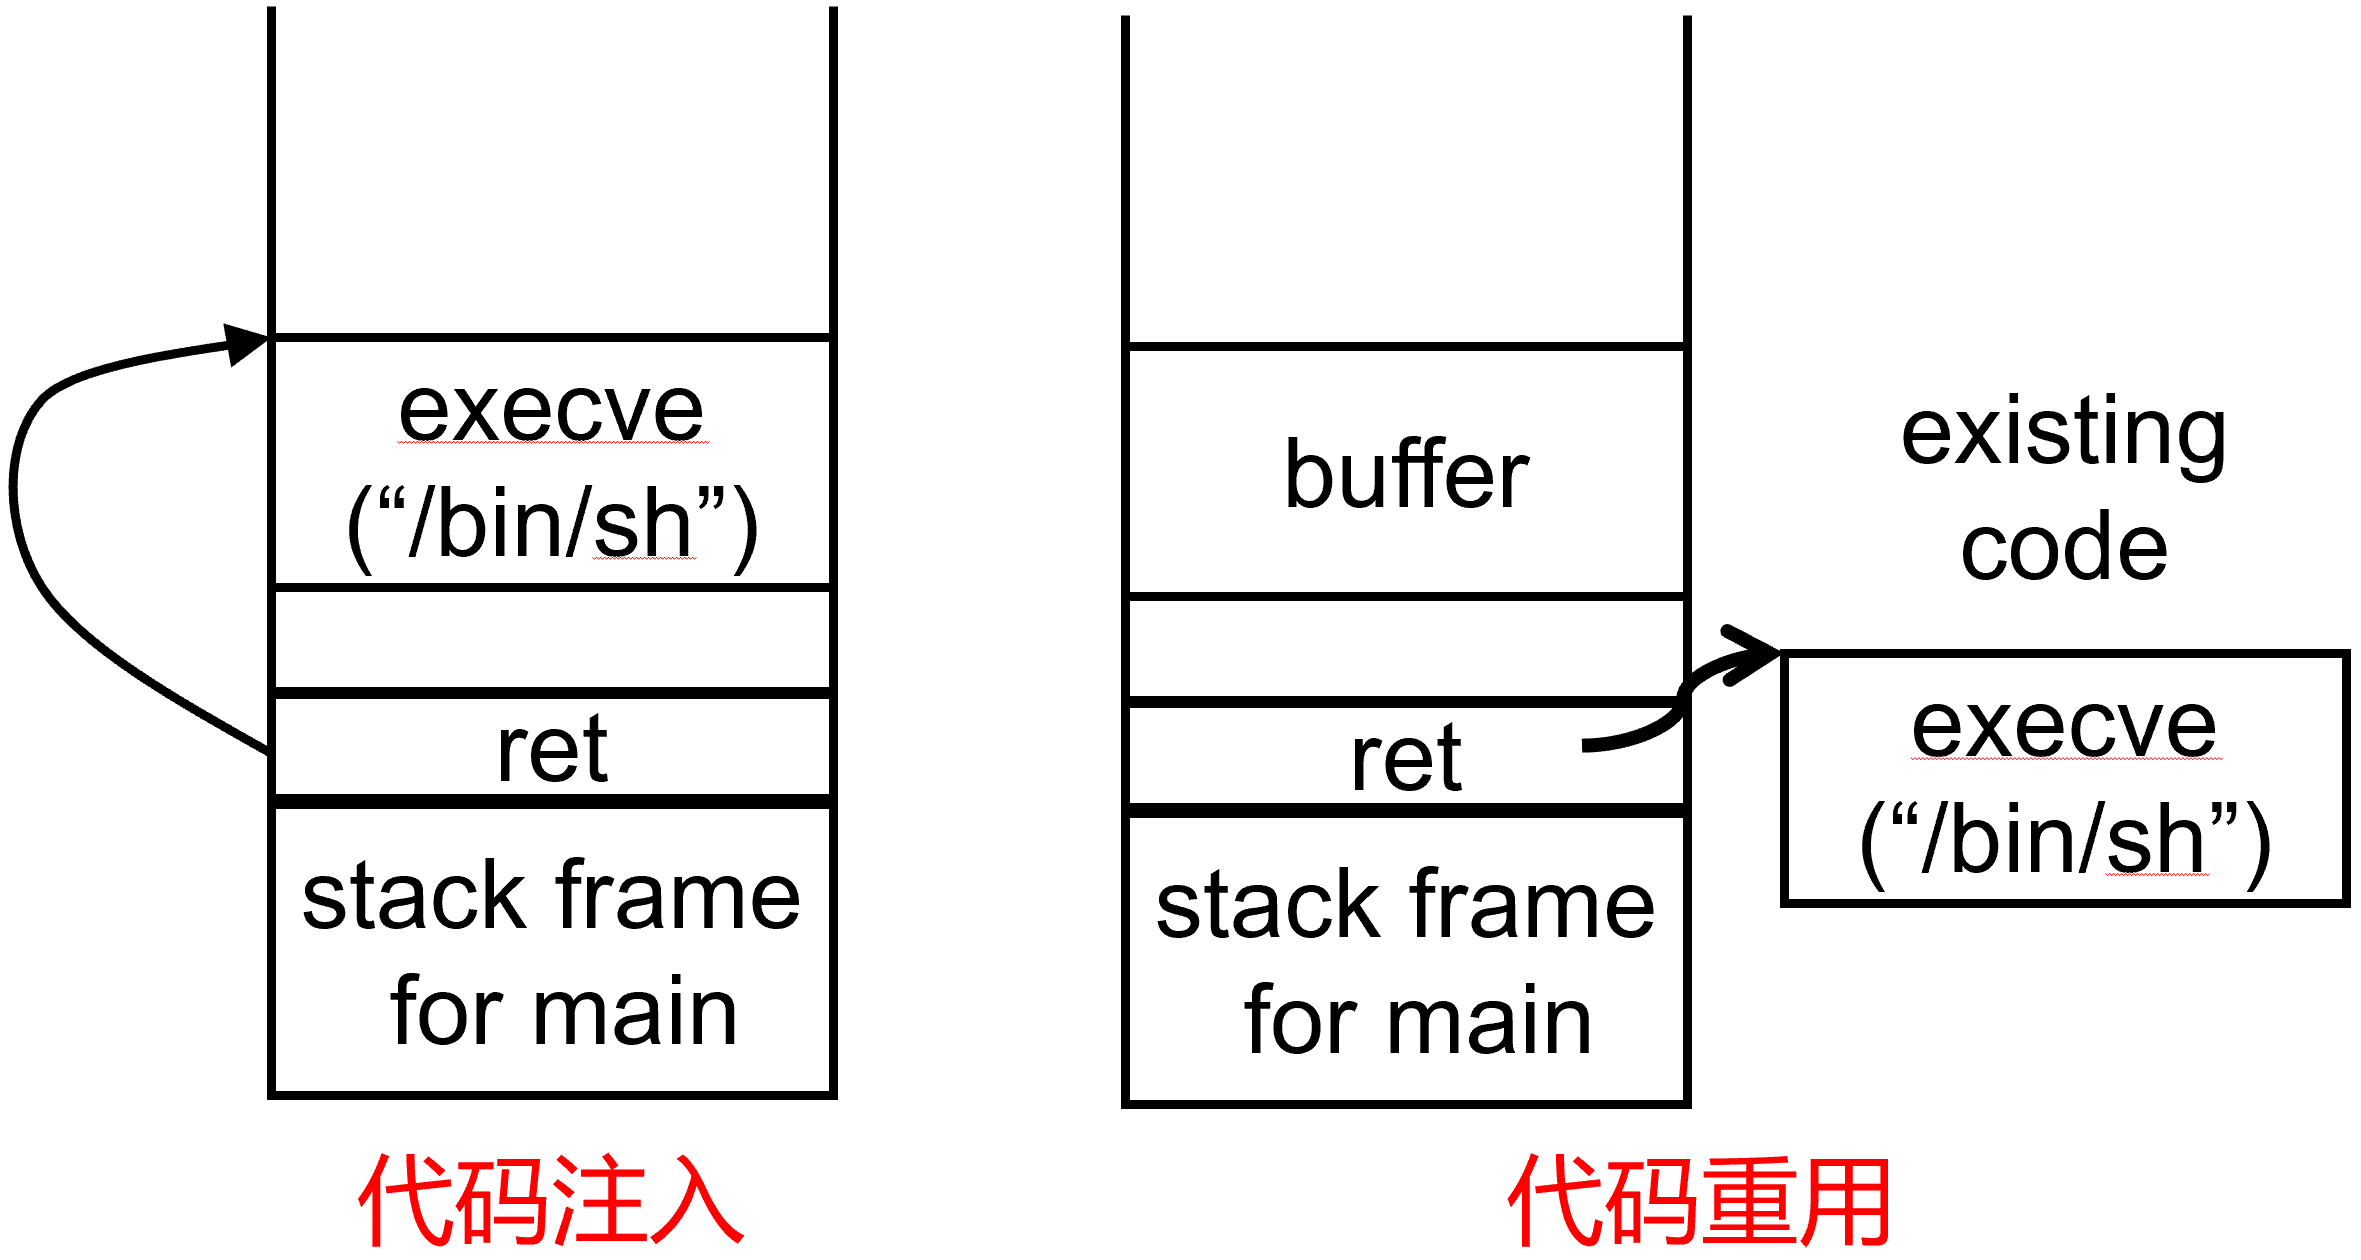 execve
(“/bin/sh”)
ret
stack frame
for main
代码注入
buffer
ret
stack frame
for main
existing
code
execve
(“/bin/sh”)
代码重用